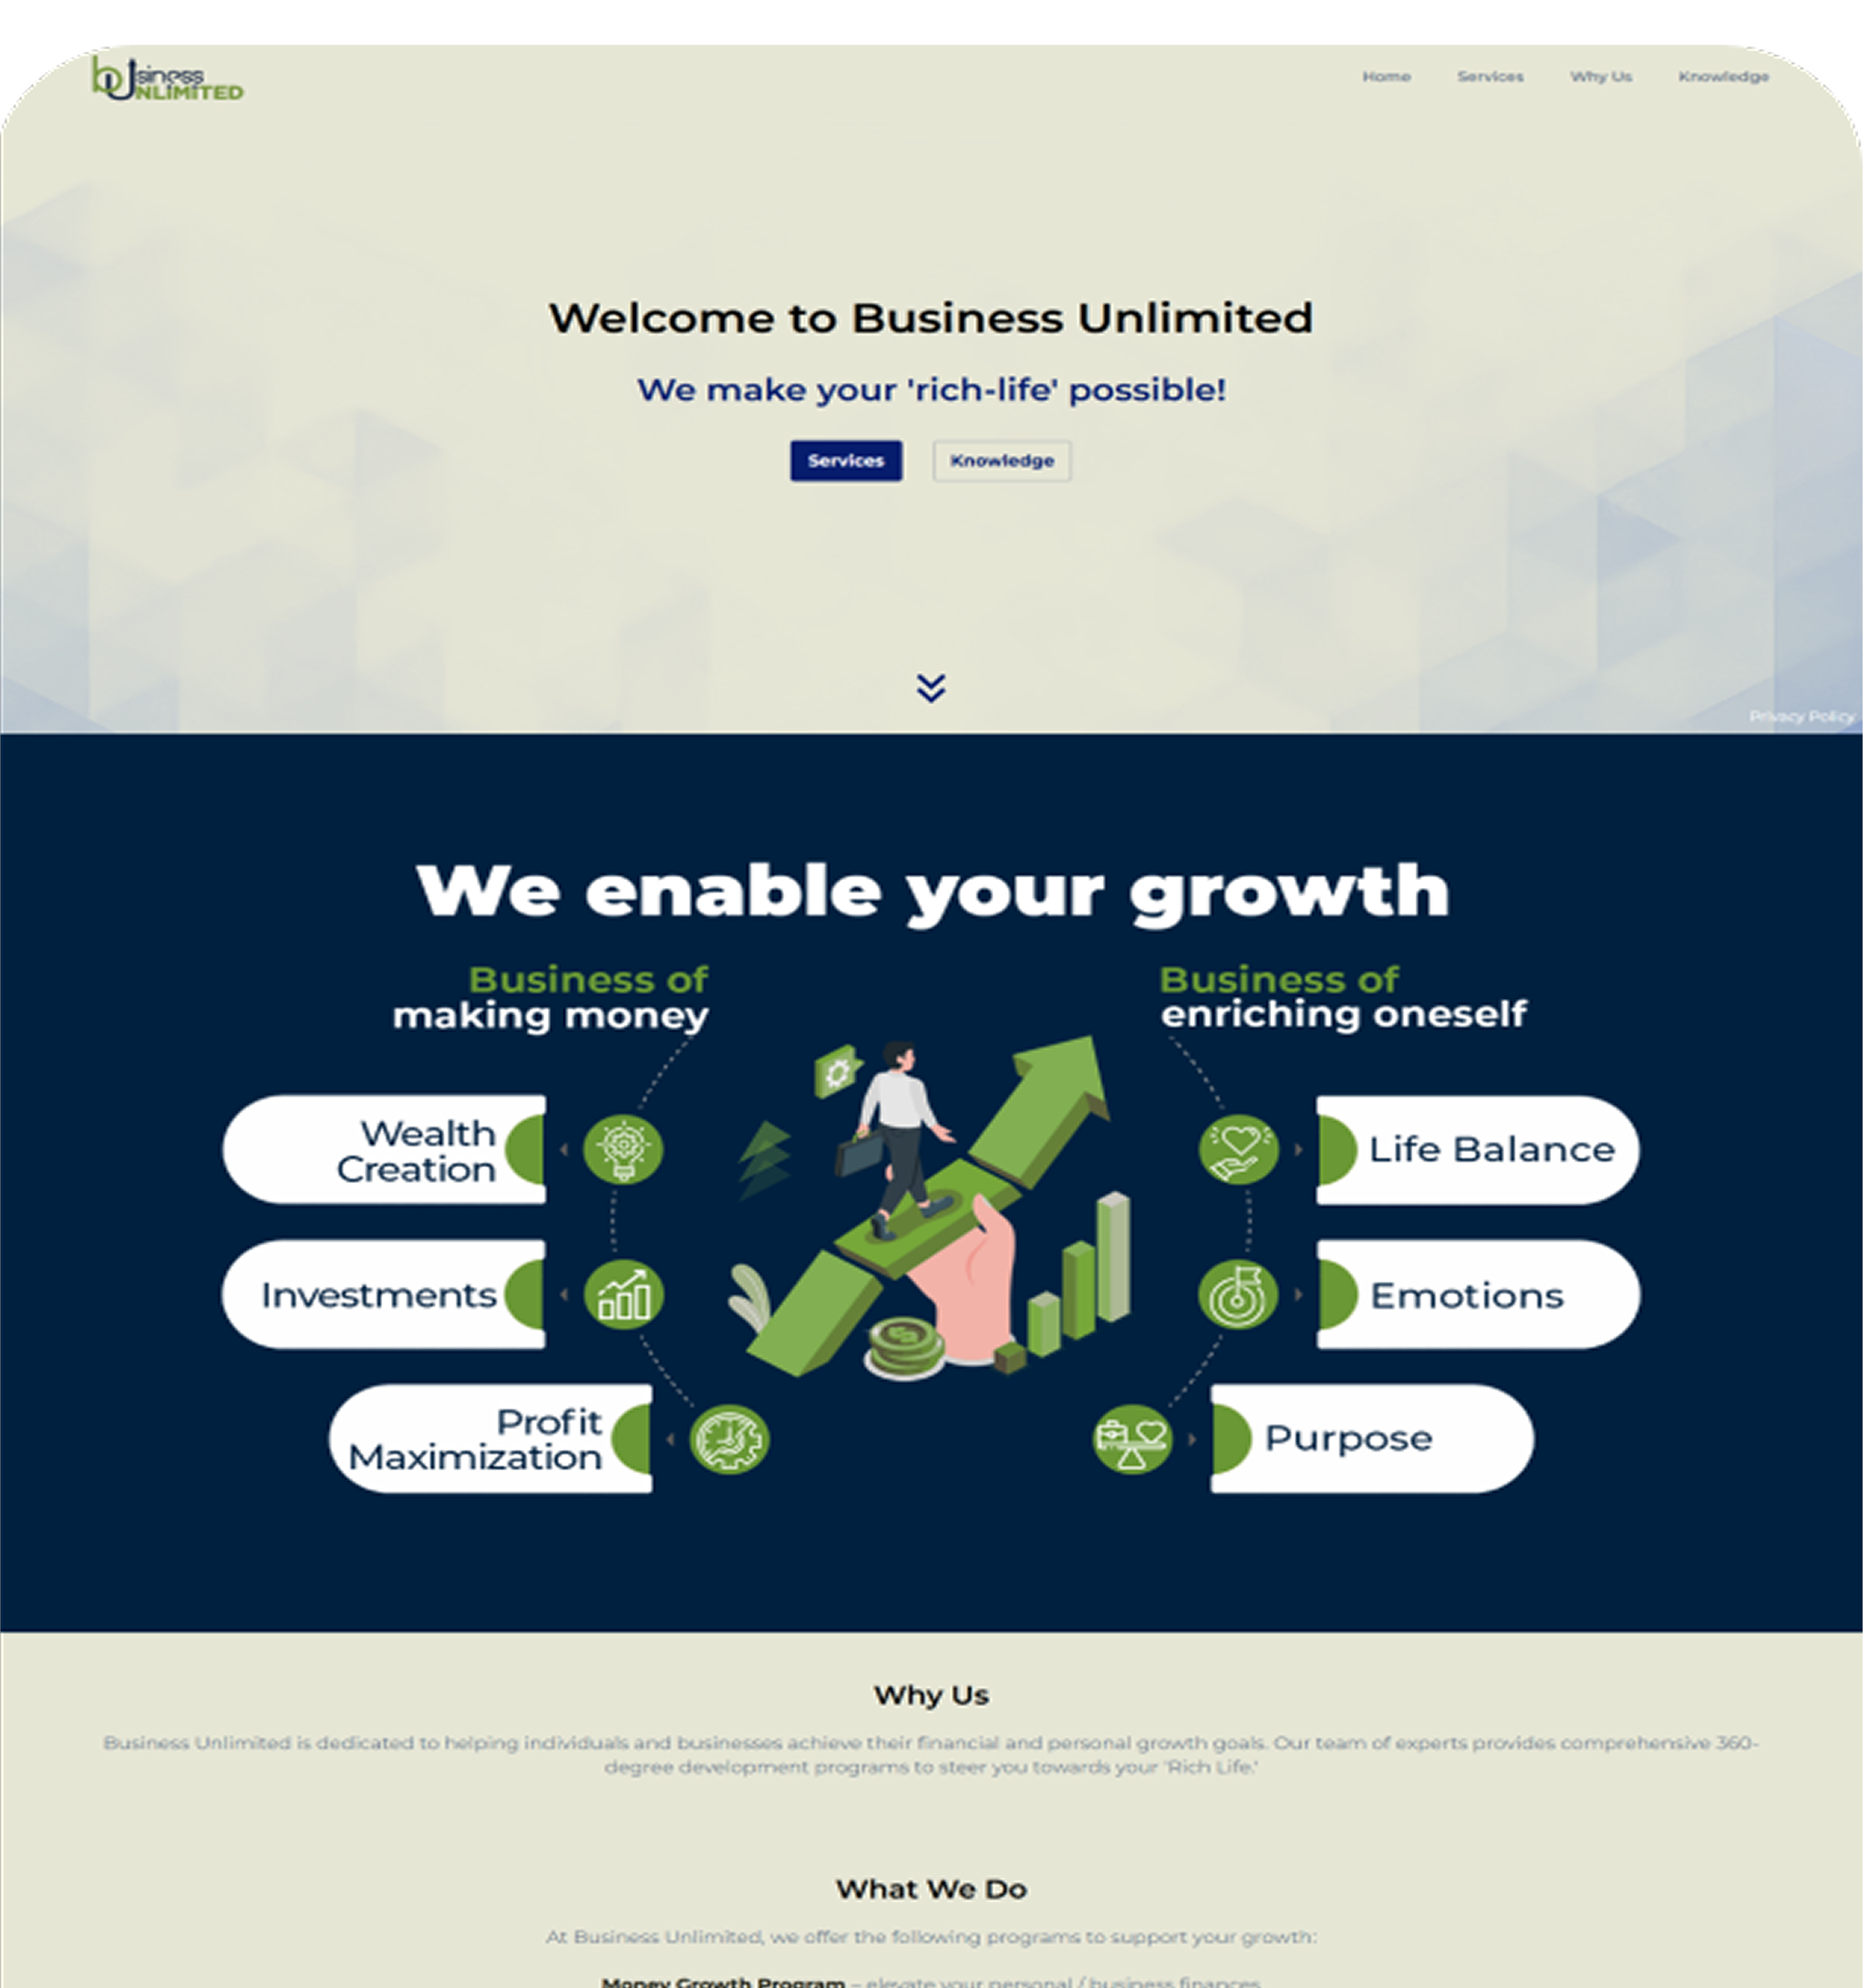 business
UNLIMITED
Home Services Why Us Knowledge
Welcome to Business Unlimited
We make your 'rich-life' possible!
Services Knowledge
Privacy Policy
We enable your growth
Business of
making money
Business of
enriching oneself
Wealth
Creation
Investments
Profit
Maximization
Life Balance
Emotions
Purpose
Why Us
Business Unlimited is dedicated to helping individuals and businesses achieve their financial and personal growth goals. Our team of experts provides comprehensive 360-
degree development programs to steer you towards your 'Rich Life.'
What We Do
At Business Unlimited, we offer the following programs to support your growth:
Money Growth Program – elevate your personal / business finances